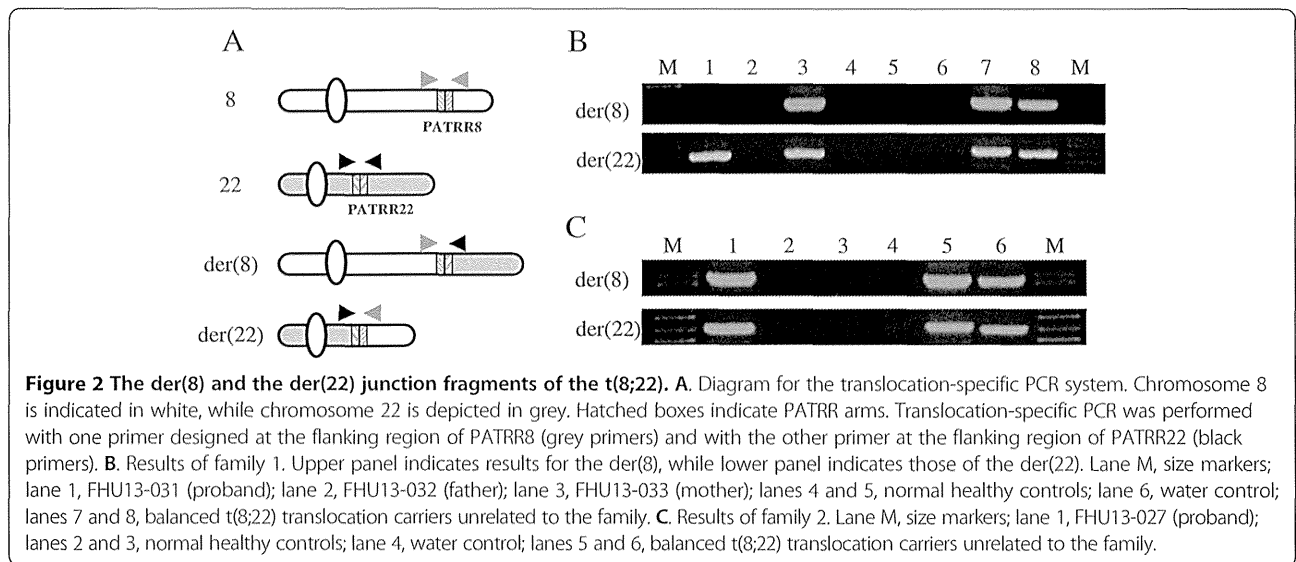 A
8
PATRR8
22
PATRR22
der(8)
der(22)
B
M 1 2 3 4 5 6 7 8 M
der(8)
der(22)
C
M 1 2 3 4 5 6 M
der(8)
der(22)
Figure 2 The der(8) and the der(22) junction fragments of the t(8;22). A. Diagram for the translocation-specific PCR system. Chromosome 8
is indicated in white, while chromosome 22 is depicted in grey. Hatched boxes indicate PATRR arms. Translocation-specific PCR was performed
with one primer designed at the flanking region of PATRR8 (grey primers) and with the other primer at the flanking region of PATRR22 (black
primers). B. Results of family 1. Upper panel indicates results for the der(8), while lower panel indicates those of the der(22). Lane M, size markers;
lane 1, FHU13-031 (proband); lane 2, FHU13-032 (father); lane 3, FHU13-033 (mother); lanes 4 and 5, normal healthy controls; lane 6, water control;
lanes 7 and 8, balanced t(8;22) translocation carriers unrelated to the family. C. Results of family 2. Lane M, size markers; lane 1, FHU13-027 (proband);
lanes 2 and 3, normal healthy controls; lane 4, water control; lanes 5 and 6, balanced t(8;22) translocation carriers unrelated to the family.